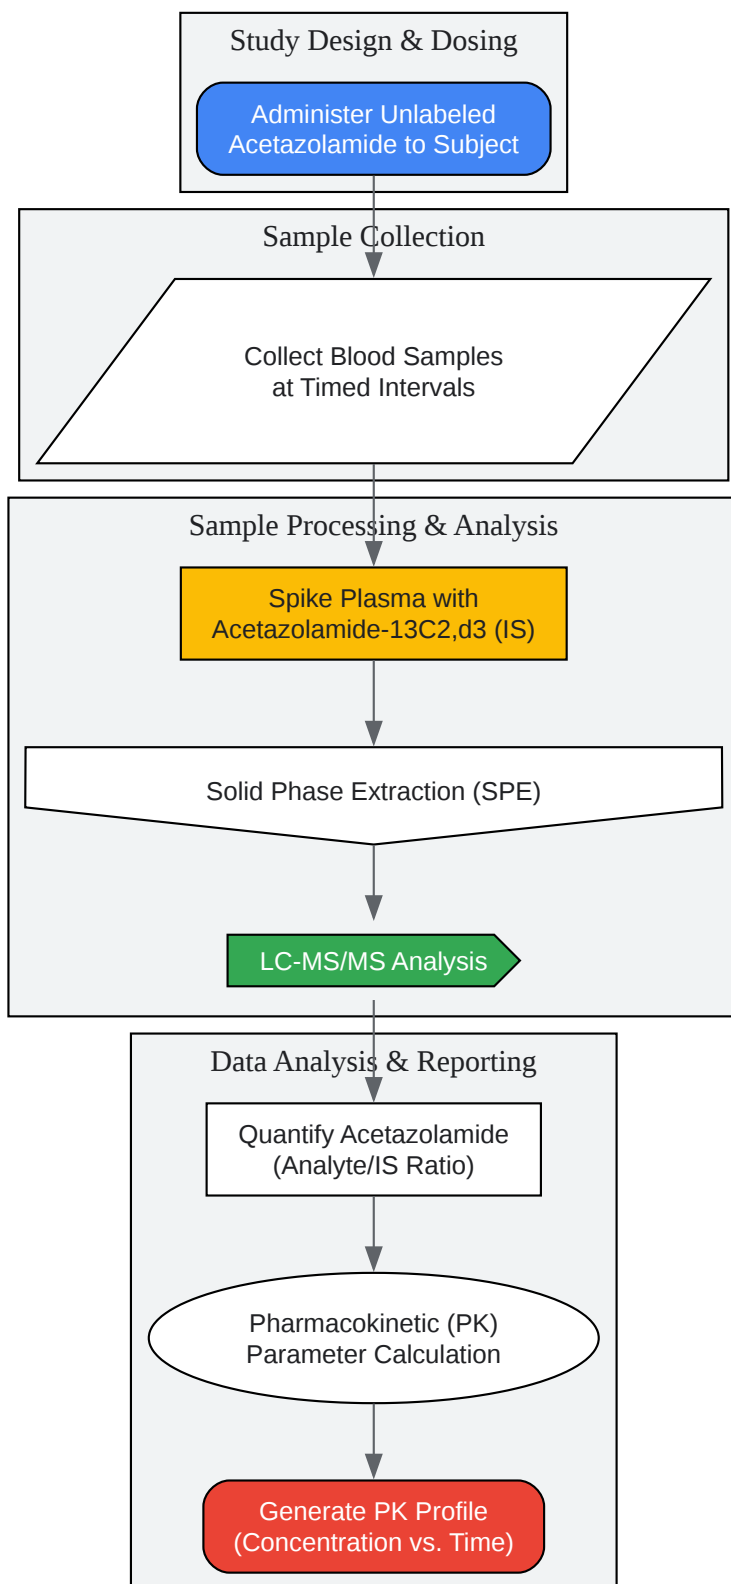 Study Design & Dosing
Administer Unlabeled
Acetazolamide to Subject
Sample Collection
Collect Blood Samples
at Timed Intervals
Sample Processing & Analysis
Spike Plasma with
Acetazolamide-13C2,d3 (IS)
Solid Phase Extraction (SPE)
LC-MS/MS Analysis
Data Analysis & Reporting
Quantify Acetazolamide
(Analyte/IS Ratio)
Pharmacokinetic (PK)
Parameter Calculation
Generate PK Profile
(Concentration vs. Time)